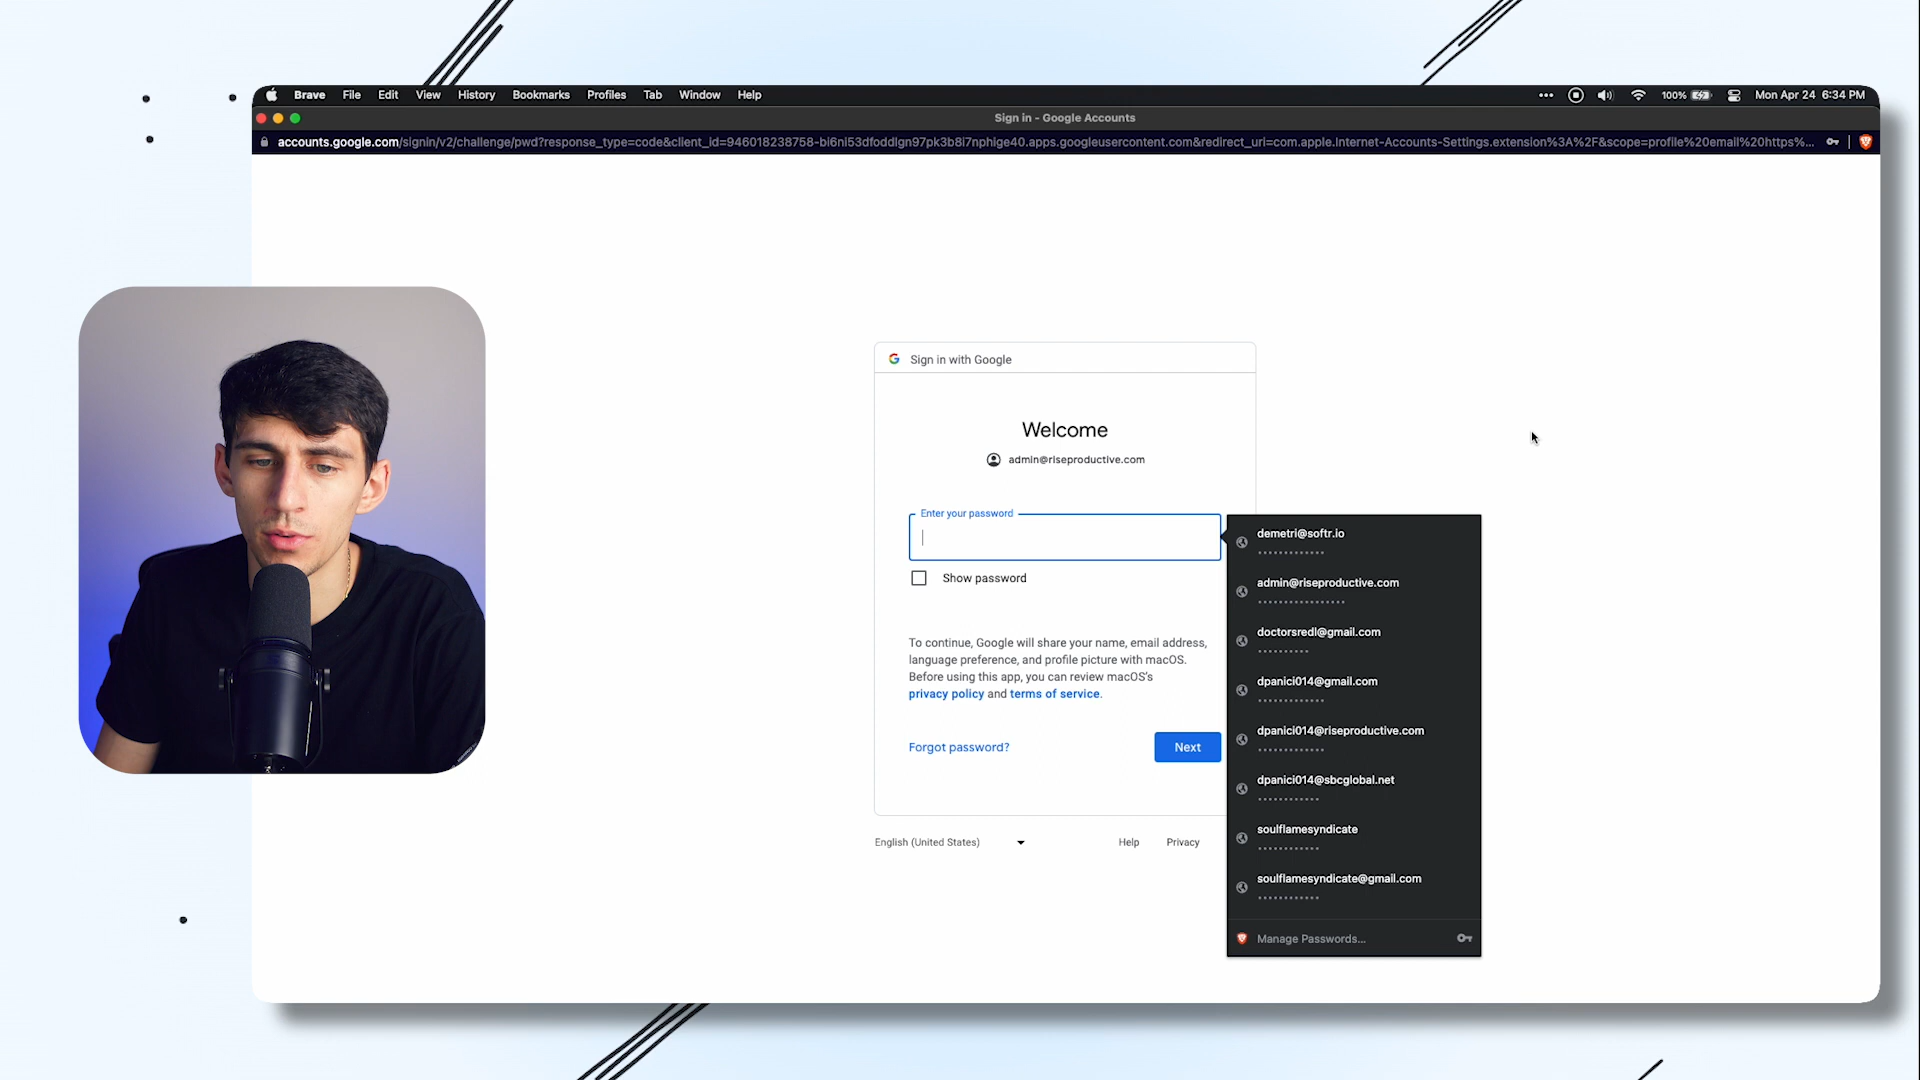 Brave File Edit View History Bookmarks Profiles Tab Window Help
100% Mon Apr 24 6:34 PM
Sign in - Google Accounts
accounts.google.com/signin/v2/challenge/pwd?response_type=code&client_id=946018238758-bi6ni53dfoddlgn97pk3b8i7nphige40.apps.googleusercontent.com&redirect_uri=com.apple.Internet-Accounts-Settings.extension%3A%2F&scope=profile%20email%20https%...
Sign in with Google
Welcome
admin@riseproductive.com
Enter your password
Show password
To continue, Google will share your name, email address,
language preference, and profile picture with macOS.
Before using this app, you can review macOS's
privacy policy and terms of service.
Forgot password?
Next
English (United States)
Help
Privacy
demetri@softr.io
admin@riseproductive.com
doctorsredl@gmail.com
dpanici014@gmail.com
dpanici014@riseproductive.com
dpanici014@sbcglobal.net
soulflamesyndicate
soulflamesyndicate@gmail.com
Manage Passwords...